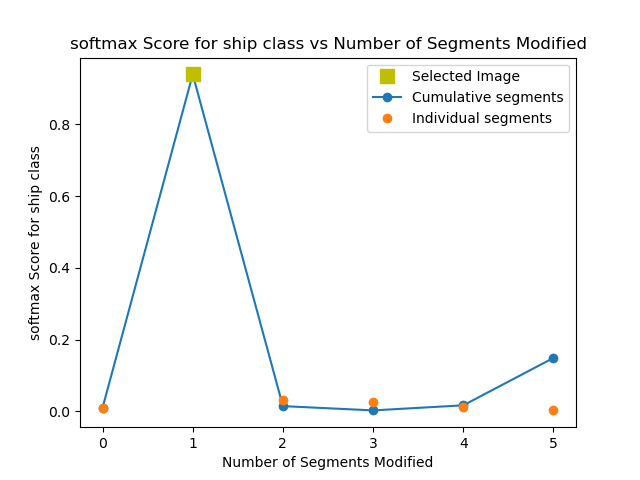 softmax Score for ship class vs Number of Segments Modified
Selected Image
Cumulative segments
Individual segments
softmax Score for ship class
0.8
0.6
0.4
0.2
0.0
0 1 2 3 4 5
Number of Segments Modified